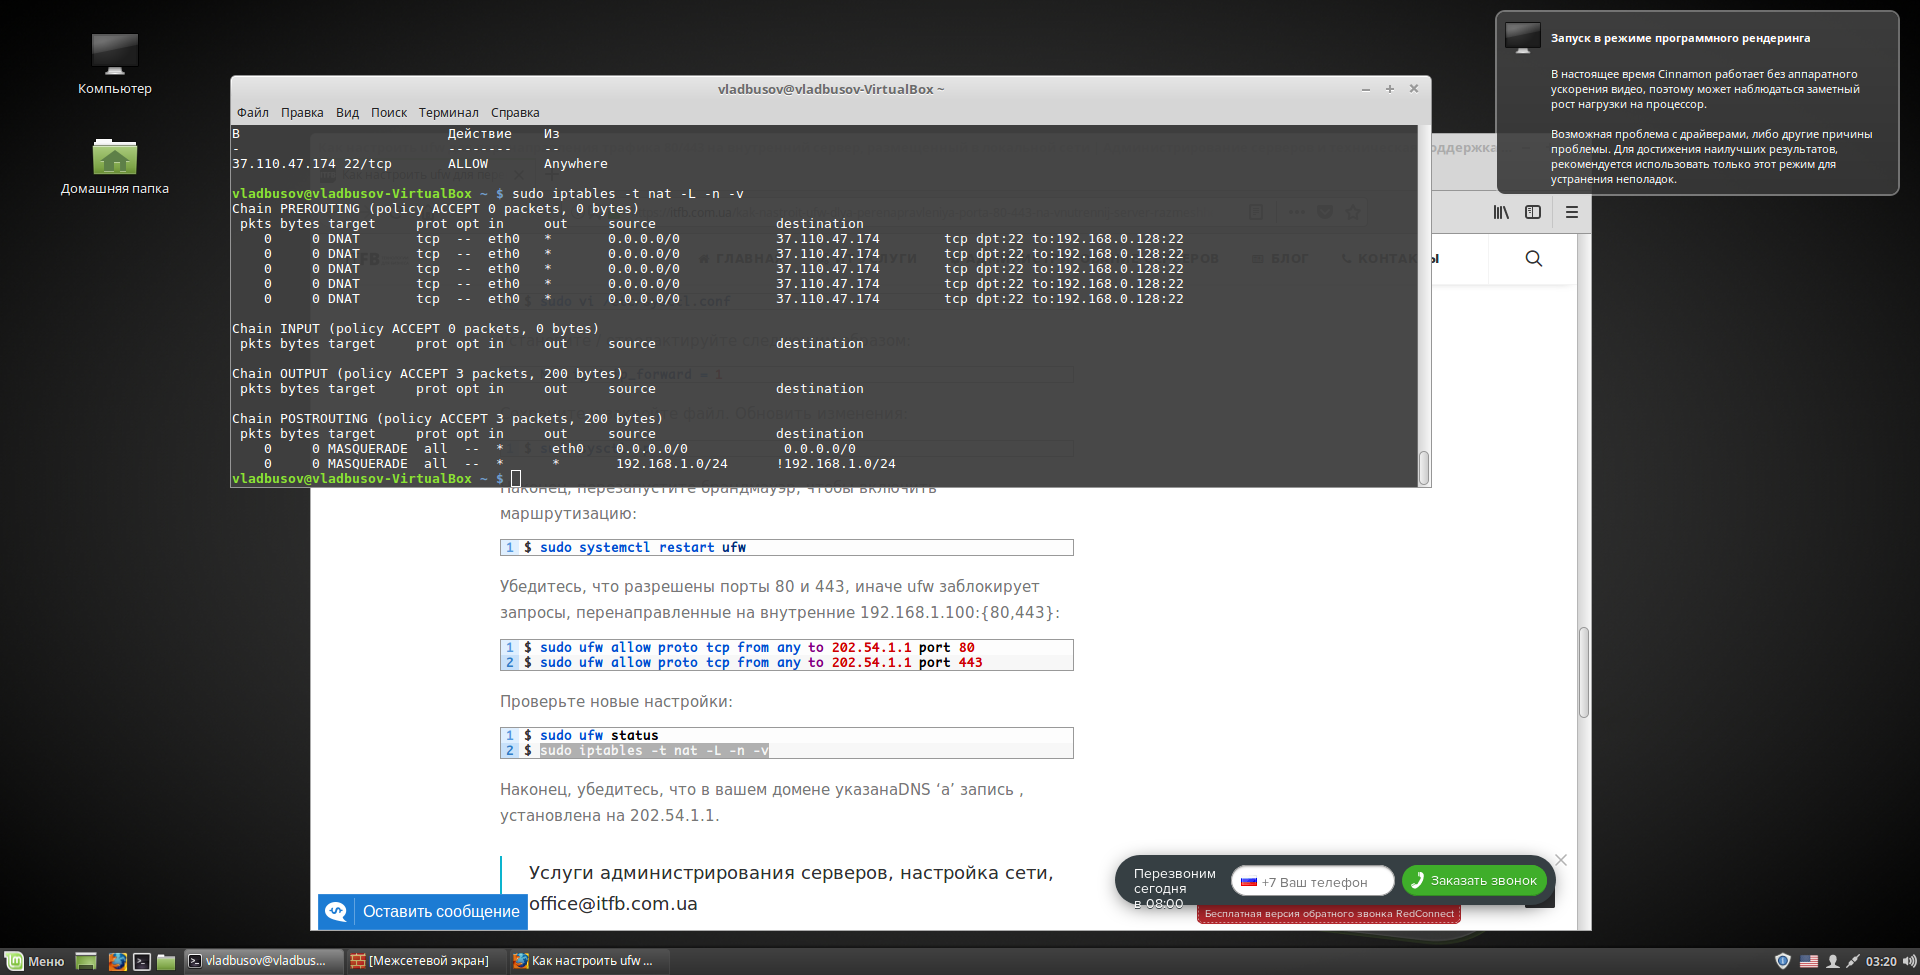 Компьютер
Домашняя папка
Запуск в режиме программного рендеринга
В настоящее время Cinnamon работает без аппаратного
ускорения видео, поэтому может наблюдаться заметный
рост нагрузки на процессор.
Возможная проблема с драйверами, либо другие причины
проблемы. Для достижения наилучших результатов,
рекомендуется использовать только этот режим для
устранения неполадок.
vladbusov@vladbusov-VirtualBox ~
Файл Правка Вид Поиск Терминал Справка
В Действие Из
- -------- --
37.110.47.174 22/tcp ALLOW Anywhere
vladbusov@vladbusov-VirtualBox ~ $ sudo iptables -t nat -L -n -v
Chain PREROUTING (policy ACCEPT 0 packets, 0 bytes)
pkts bytes target prot opt in out source destination
0 0 DNAT tcp -- eth0 * 0.0.0.0/0 37.110.47.174 tcp dpt:22 to:192.168.0.128:22
0 0 DNAT tcp -- eth0 * 0.0.0.0/0 37.110.47.174 tcp dpt:22 to:192.168.0.128:22
0 0 DNAT tcp -- eth0 * 0.0.0.0/0 37.110.47.174 tcp dpt:22 to:192.168.0.128:22
0 0 DNAT tcp -- eth0 * 0.0.0.0/0 37.110.47.174 tcp dpt:22 to:192.168.0.128:22
0 0 DNAT tcp -- eth0 * 0.0.0.0/0 37.110.47.174 tcp dpt:22 to:192.168.0.128:22
Chain INPUT (policy ACCEPT 0 packets, 0 bytes)
pkts bytes target prot opt in out source destination
Chain OUTPUT (policy ACCEPT 3 packets, 200 bytes)
pkts bytes target prot opt in out source destination
Chain POSTROUTING (policy ACCEPT 3 packets, 200 bytes)
pkts bytes target prot opt in out source destination
0 0 MASQUERADE all -- * eth0 0.0.0.0/0 0.0.0.0/0
0 0 MASQUERADE all -- * * 192.168.1.0/24 !192.168.1.0/24
vladbusov@vladbusov-VirtualBox ~ $
Наконец, перезапустите брандмауэр, чтобы включить
маршрутизацию:
1 $ sudo systemctl restart ufw
Убедитесь, что разрешены порты 80 и 443, иначе ufw заблокирует
запросы, перенаправленные на внутренние 192.168.1.100:{80,443}:
1 $ sudo ufw allow proto tcp from any to 202.54.1.1 port 80
2 $ sudo ufw allow proto tcp from any to 202.54.1.1 port 443
Проверьте новые настройки:
1 $ sudo ufw status
2 $ sudo iptables -t nat -L -n -v
Наконец, убедитесь, что в вашем домене указанаDNS ‘a’ запись ,
установлена на 202.54.1.1.
Услуги администрирования серверов, настройка сети,
office@itfb.com.ua
Оставить сообщение
Перезвоним
сегодня
в 08:00
+7 Ваш телефон
Заказать звонок
Бесплатная версия обратного звонка RedConnect
Меню
vladbusov@vladbus...
[Межсетевой экран]
Как настроить ufw ...
03:20